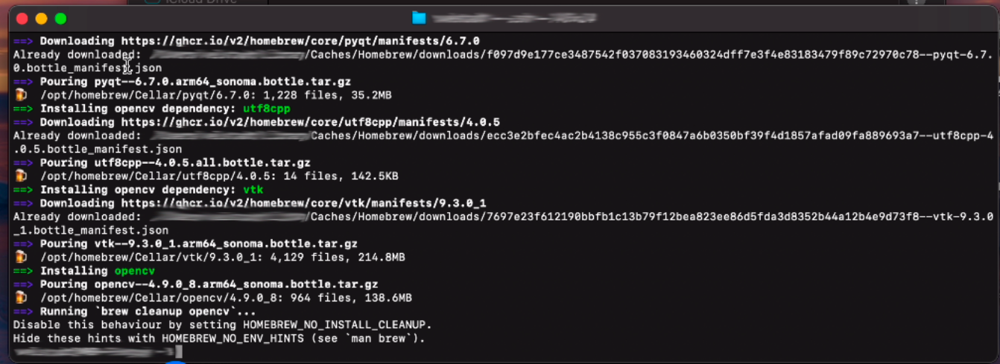 iCloud Drive
==> Downloading https://ghcr.io/v2/homebrew/core/pyqt/manifests/6.7.0
Already downloaded: /Caches/Homebrew/downloads/f097d9e177ce3487542f037083193460324dff7e3f4e83183479f89c72970c78--pyqt-6.7.
0.bottle_manifest.json
==> Pouring pyqt--6.7.0.arm64_sonoma.bottle.tar.gz
🍺 /opt/homebrew/Cellar/pyqt/6.7.0: 1,228 files, 35.2MB
==> Installing opencv dependency: utf8cpp
==> Downloading https://ghcr.io/v2/homebrew/core/utf8cpp/manifests/4.0.5
Already downloaded: /Caches/Homebrew/downloads/ecc3e2bfec4ac2b4138c955c3f0847a6b0350bf39f4d1857afad09fa889693a7--utf8cpp-4
.0.5.bottle_manifest.json
==> Pouring utf8cpp--4.0.5.all.bottle.tar.gz
🍺 /opt/homebrew/Cellar/utf8cpp/4.0.5: 14 files, 142.5KB
==> Installing opencv dependency: vtk
==> Downloading https://ghcr.io/v2/homebrew/core/vtk/manifests/9.3.0_1
Already downloaded: /Caches/Homebrew/downloads/7697e23f612190bbfb1c13b79f12bea823ee86d5fda3d8352b44a12b4e9d73f8--vtk-9.3.0
_1.bottle_manifest.json
==> Pouring vtk--9.3.0_1.arm64_sonoma.bottle.tar.gz
🍺 /opt/homebrew/Cellar/vtk/9.3.0_1: 4,129 files, 214.8MB
==> Installing opencv
==> Pouring opencv--4.9.0_8.arm64_sonoma.bottle.tar.gz
🍺 /opt/homebrew/Cellar/opencv/4.9.0_8: 964 files, 138.6MB
==> Running `brew cleanup opencv`...
Disable this behaviour by setting HOMEBREW_NO_INSTALL_CLEANUP.
Hide these hints with HOMEBREW_NO_ENV_HINTS (see `man brew`).